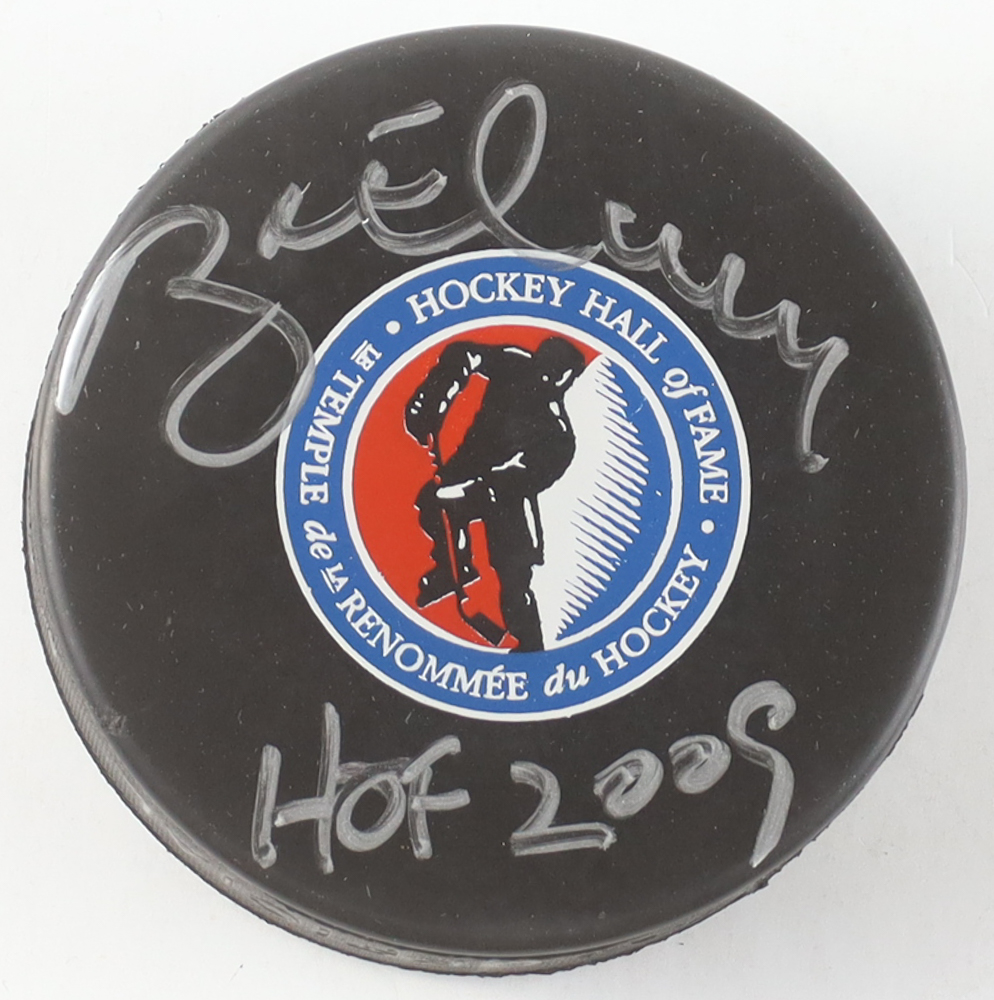 • HOCKEY HALL of FAME •
LE TEMPLE de LA RENOMMÉE du HOCKEY
HOF 2009